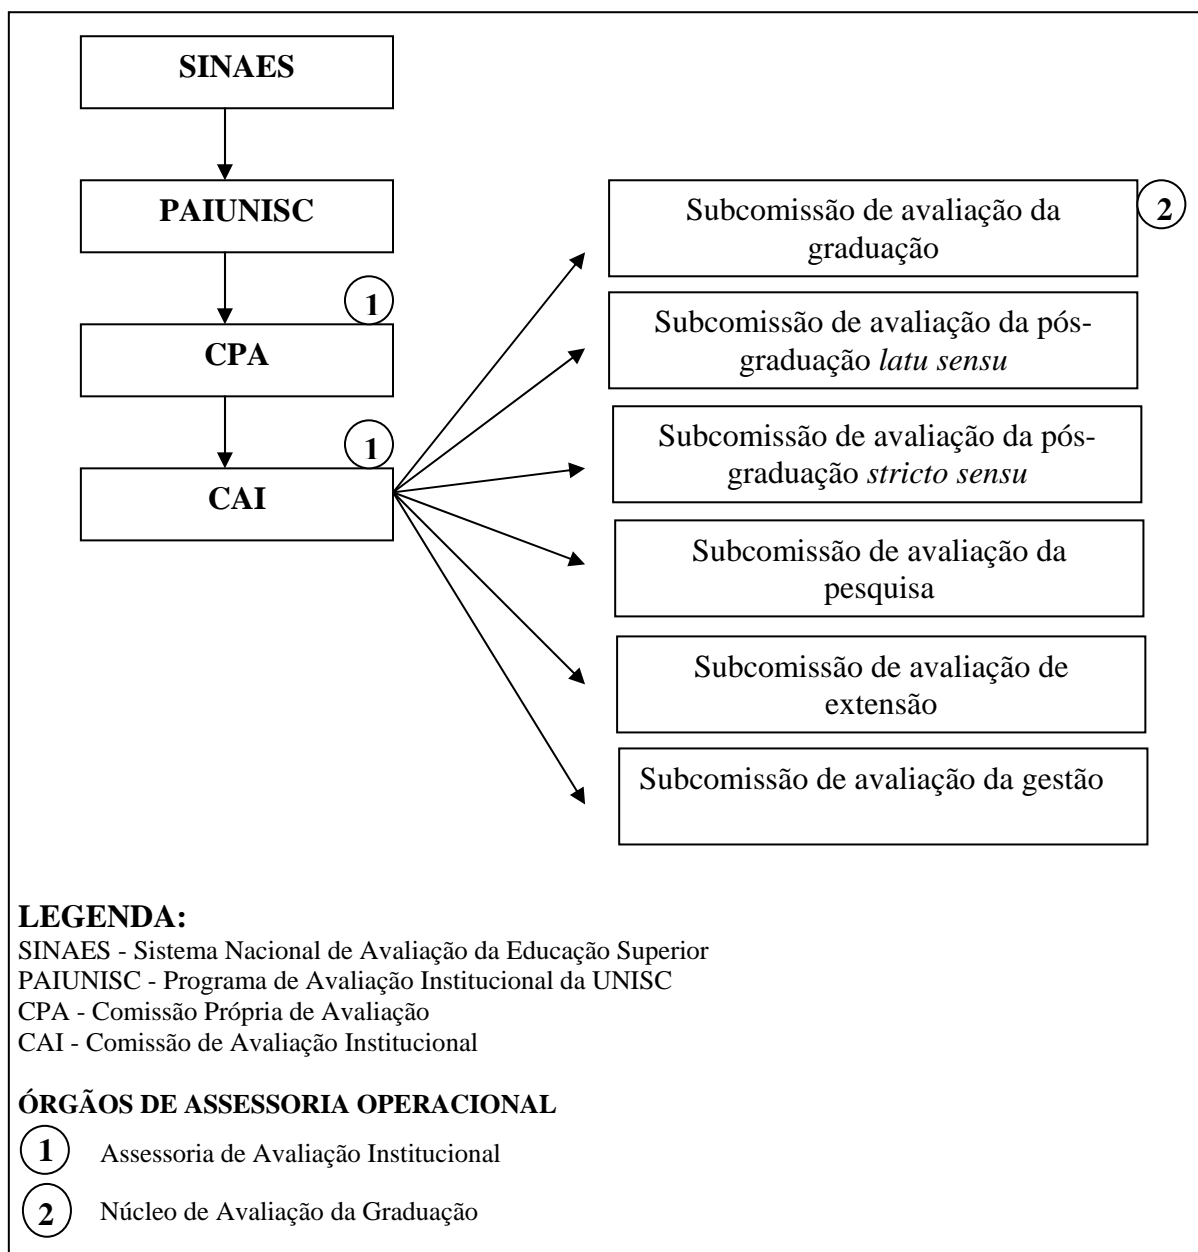 SINAES
PAIUNISC
1
CPA
1
CAI
Subcomissão de avaliação da
graduação
2
Subcomissão de avaliação da pós-
graduação latu sensu
Subcomissão de avaliação da pós-
graduação stricto sensu
Subcomissão de avaliação da
pesquisa
Subcomissão de avaliação de
extensão
Subcomissão de avaliação da gestão
LEGENDA:
SINAES - Sistema Nacional de Avaliação da Educação Superior
PAIUNISC - Programa de Avaliação Institucional da UNISC
CPA - Comissão Própria de Avaliação
CAI - Comissão de Avaliação Institucional
ÓRGÃOS DE ASSESSORIA OPERACIONAL
1 Assessoria de Avaliação Institucional
2 Núcleo de Avaliação da Graduação